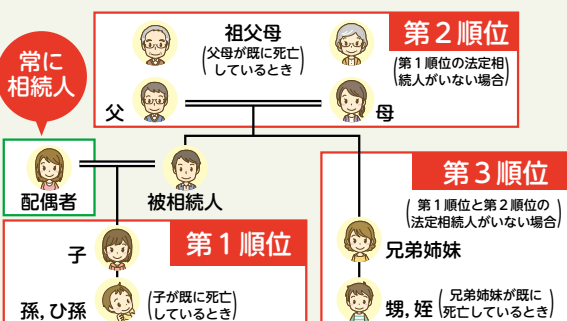 常に
相続人
祖父母
(父母が既に死亡
しているとき)
第2順位
(第1順位の法定相
続人がいない場合)
父
母
配偶者
被相続人
第3順位
(第1順位と第2順位の
法定相続人がいない場合)
子
第1順位
兄弟姉妹
孫,ひ孫
(子が既に死亡
しているとき)
甥,姪
(兄弟姉妹が既に
死亡しているとき)